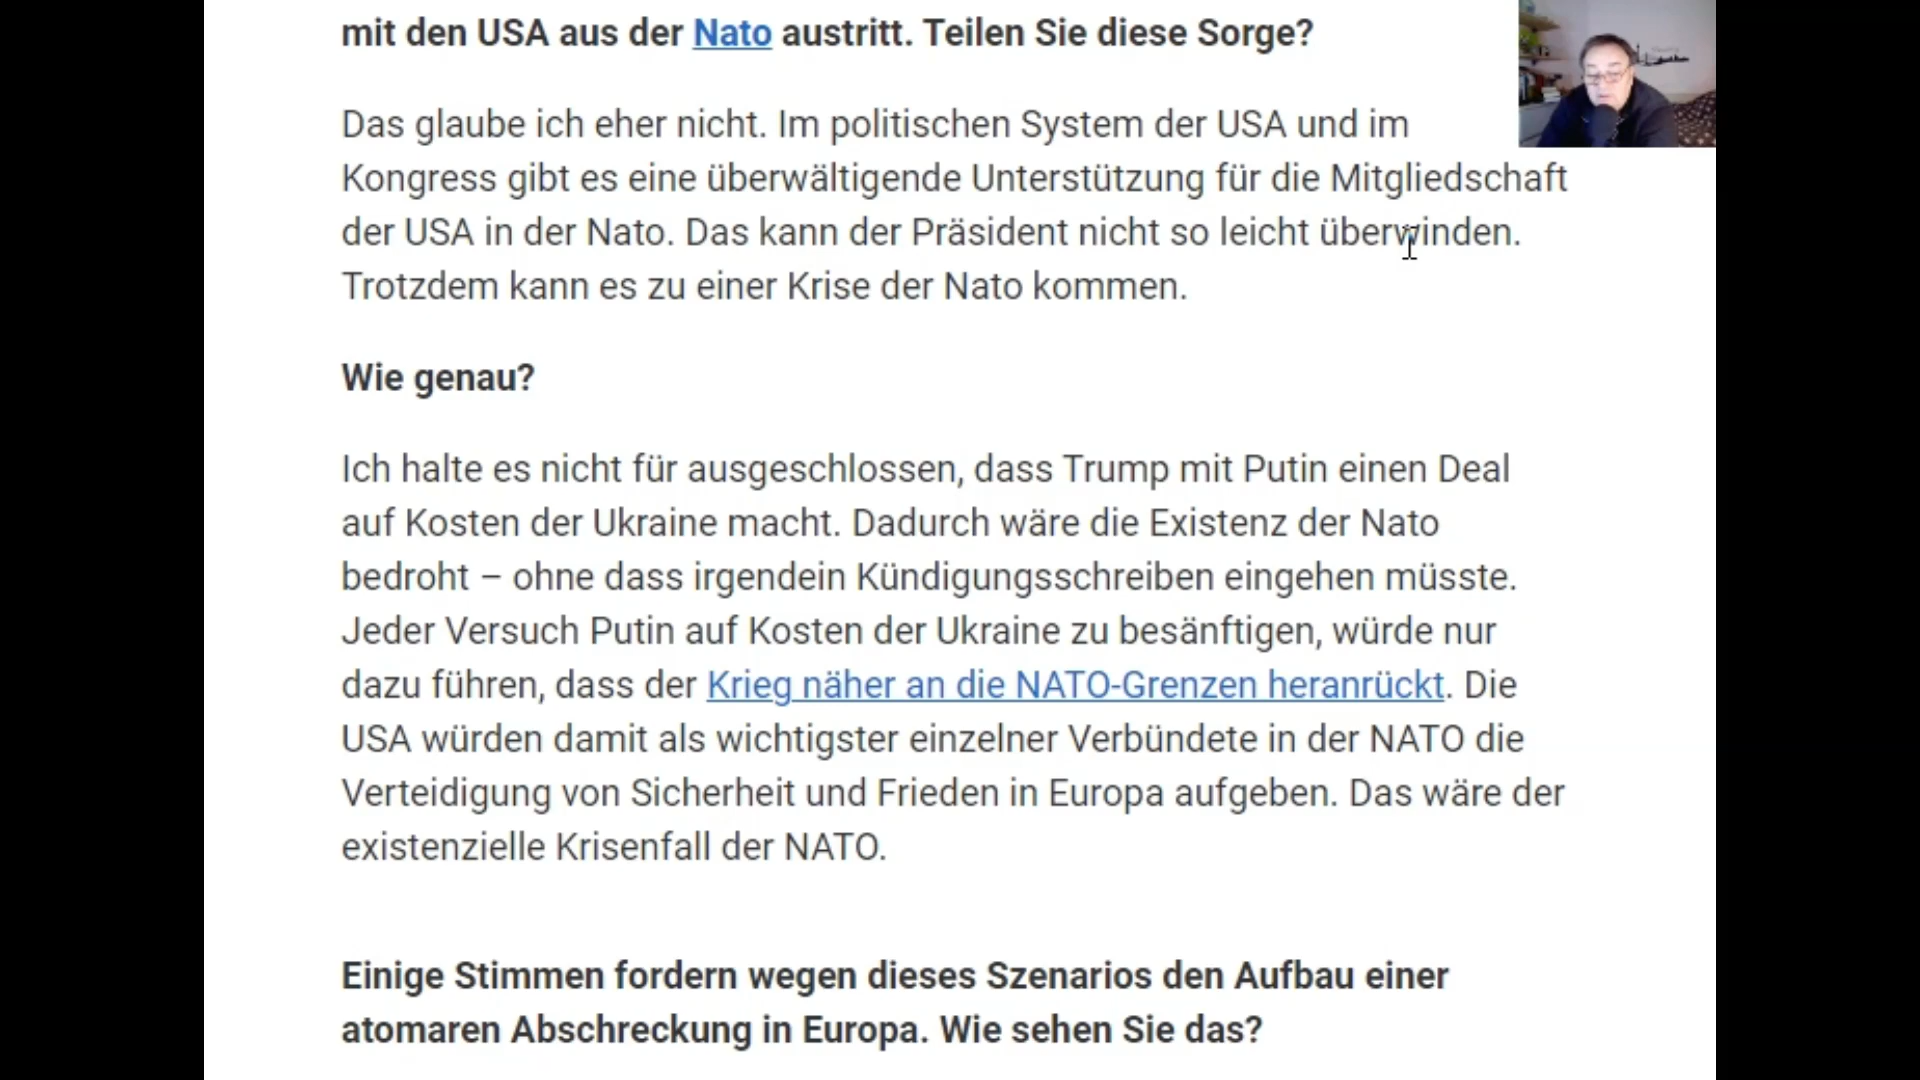 mit den USA aus der Nato austritt. Teilen Sie diese Sorge?
Das glaube ich eher nicht. Im politischen System der USA und im
Kongress gibt es eine überwältigende Unterstützung für die Mitgliedschaft
der USA in der Nato. Das kann der Präsident nicht so leicht überwinden.
Trotzdem kann es zu einer Krise der Nato kommen.
Wie genau?
Ich halte es nicht für ausgeschlossen, dass Trump mit Putin einen Deal
auf Kosten der Ukraine macht. Dadurch wäre die Existenz der Nato
bedroht – ohne dass irgendein Kündigungsschreiben eingehen müsste.
Jeder Versuch Putin auf Kosten der Ukraine zu besänftigen, würde nur
dazu führen, dass der Krieg näher an die NATO-Grenzen heranrückt. Die
USA würden damit als wichtigster einzelner Verbündete in der NATO die
Verteidigung von Sicherheit und Frieden in Europa aufgeben. Das wäre der
existenzielle Krisenfall der NATO.
Einige Stimmen fordern wegen dieses Szenarios den Aufbau einer
atomaren Abschreckung in Europa. Wie sehen Sie das?